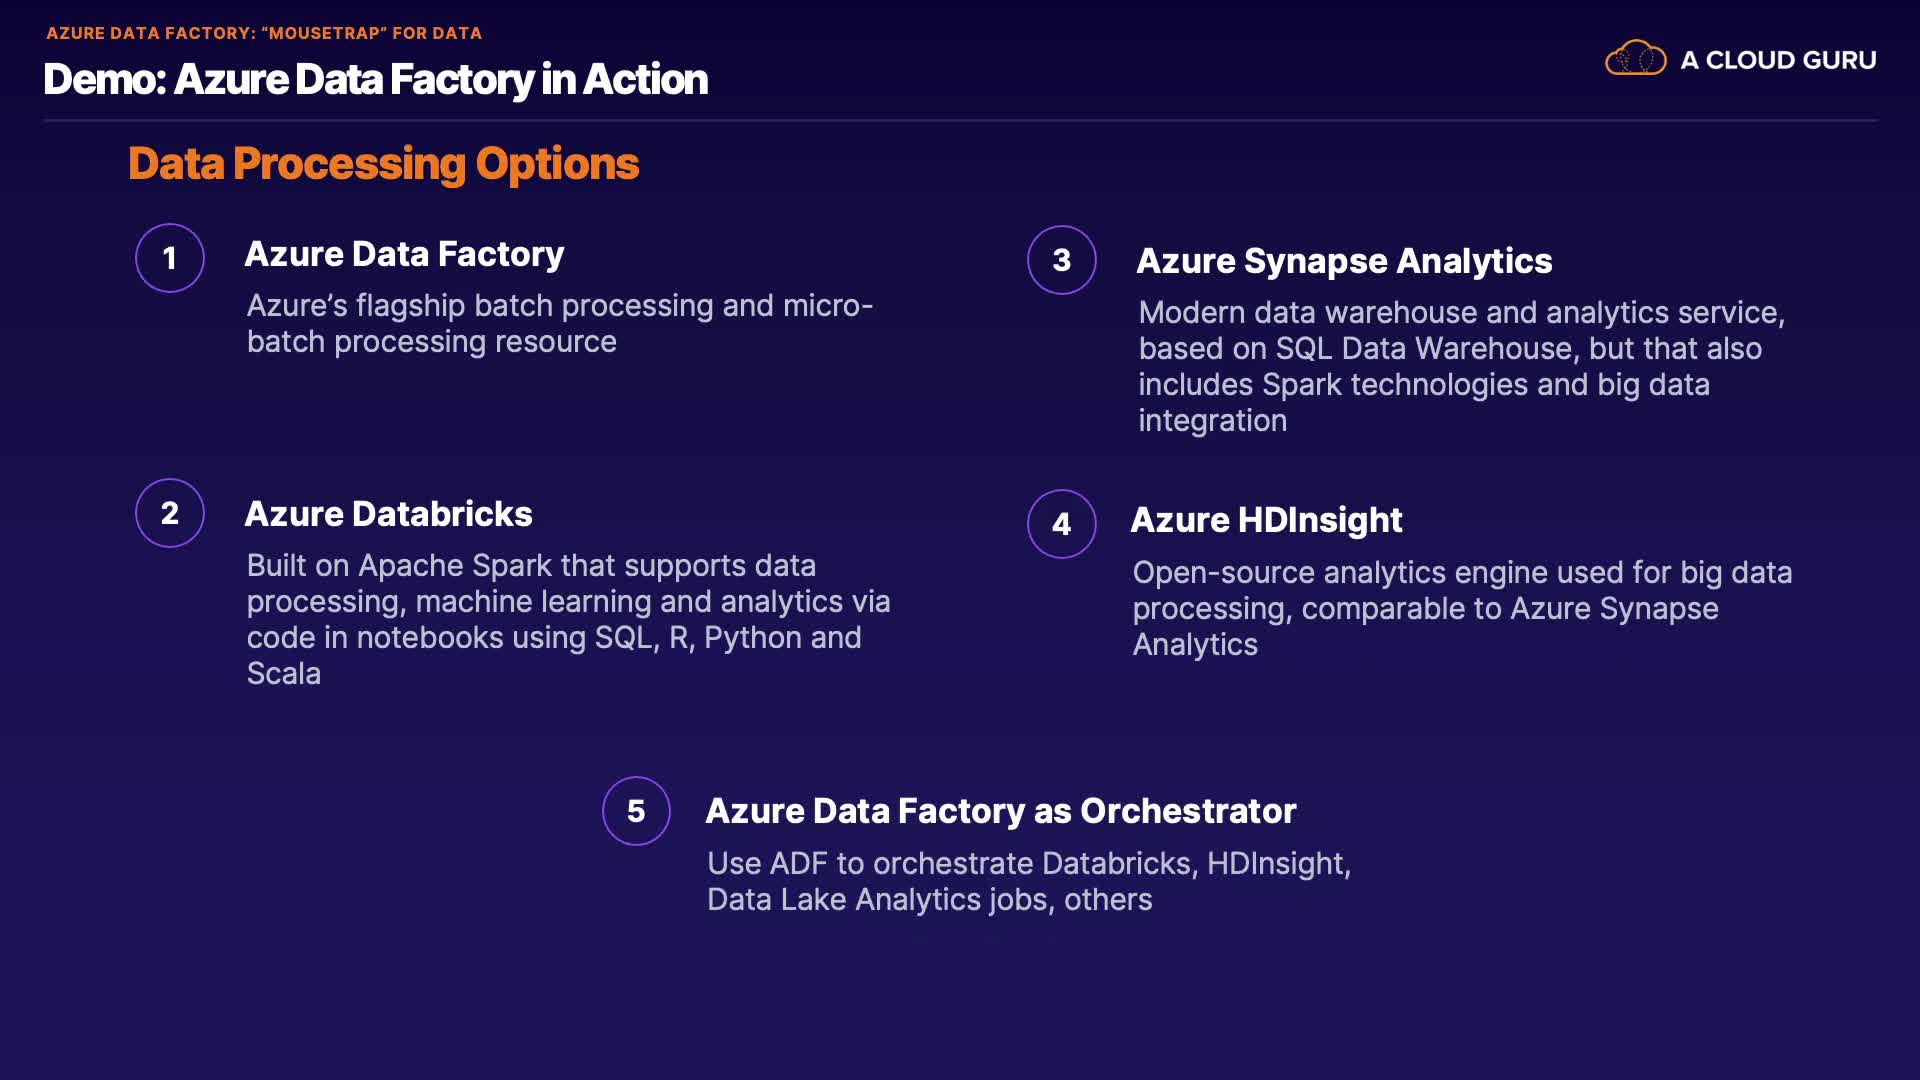 AZURE DATA FACTORY: “MOUSETRAP” FOR DATA
Demo: Azure Data Factory in Action
A CLOUD GURU
Data Processing Options
1
Azure Data Factory
Azure’s flagship batch processing and micro-
batch processing resource
2
Azure Databricks
Built on Apache Spark that supports data
processing, machine learning and analytics via
code in notebooks using SQL, R, Python and
Scala
3
Azure Synapse Analytics
Modern data warehouse and analytics service,
based on SQL Data Warehouse, but that also
includes Spark technologies and big data
integration
4
Azure HDInsight
Open-source analytics engine used for big data
processing, comparable to Azure Synapse
Analytics
5
Azure Data Factory as Orchestrator
Use ADF to orchestrate Databricks, HDInsight,
Data Lake Analytics jobs, others